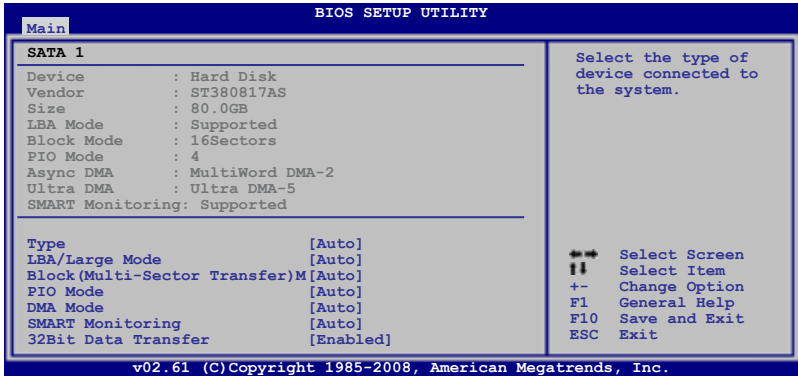 BIOS SETUP UTILITY
Main
SATA 1
Device : Hard Disk
Vendor : ST380817AS
Size : 80.0GB
LBA Mode : Supported
Block Mode : 16Sectors
PIO Mode : 4
Async DMA : MultiWord DMA-2
Ultra DMA : Ultra DMA-5
SMART Monitoring: Supported
Type [Auto]
LBA/Large Mode [Auto]
Block(Multi-Sector Transfer)M[Auto]
PIO Mode [Auto]
DMA Mode [Auto]
SMART Monitoring [Auto]
32Bit Data Transfer [Enabled]
Select the type of
device connected to
the system.
←→ Select Screen
↑↓ Select Item
+- Change Option
F1 General Help
F10 Save and Exit
ESC Exit
v02.61 (C)Copyright 1985-2008, American Megatrends, Inc.